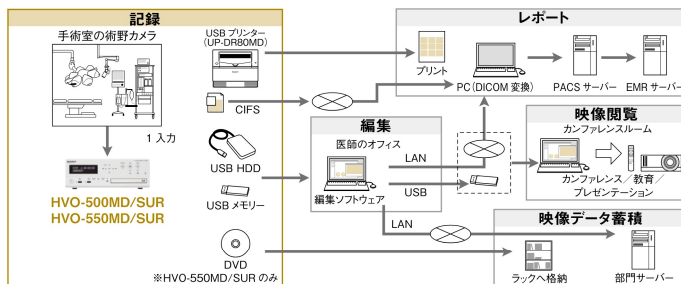 記録
手術室の術野カメラ
1 入力
HVO-500MD/SUR
HVO-550MD/SUR
USB プリンター
(UP-DR80MD)
CIFS
USB HDD
USB メモリー
DVD
※HVO-550MD/SUR のみ
編集
医師のオフィス
編集ソフトウェア
LAN
USB
LAN
レポート
プリント
PC(DICOM 変換)
PACS サーバー
EMR サーバー
映像閲覧
カンファレンスルーム
カンファレンス/教育/
プレゼンテーション
映像データ蓄積
ラックへ格納
部門サーバー